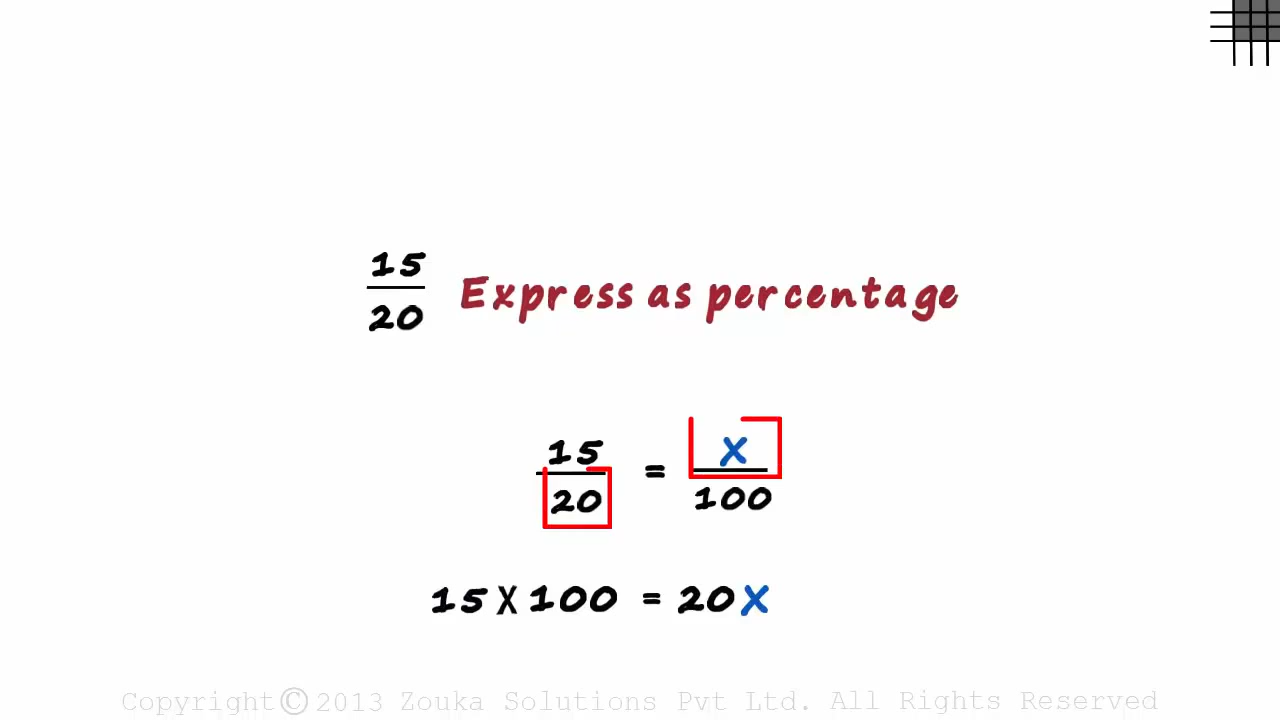 15/20 Express as percentage
15/20 = x/100
15 X 100 = 20x
Copyright © 2013 Zouka Solutions Pvt Ltd. All Rights Reserved